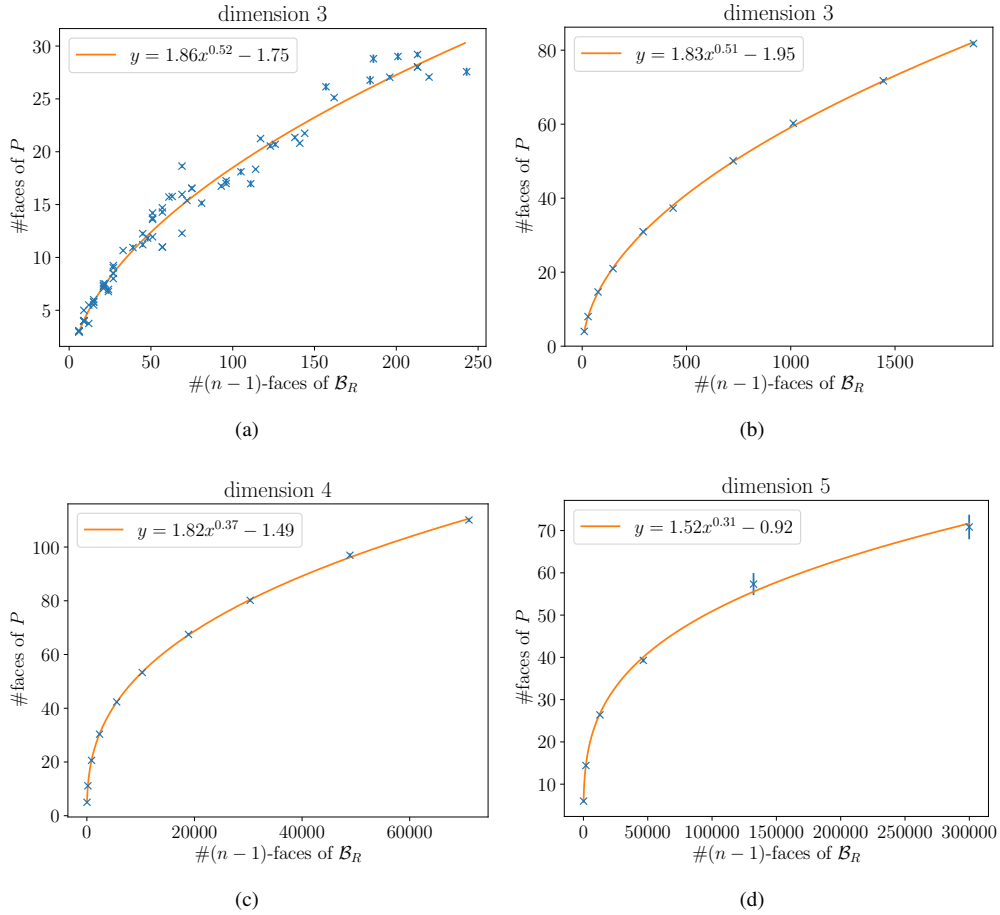 dimension 3
y = 1.86x^{0.52} − 1.75
#faces of P
30
25
20
15
10
5
0 50 100 150 200 250
#(n − 1)-faces of 𝓑_R
(a)
dimension 3
y = 1.83x^{0.51} − 1.95
#faces of P
80
60
40
20
0
0 500 1000 1500
#(n − 1)-faces of 𝓑_R
(b)
dimension 4
y = 1.82x^{0.37} − 1.49
#faces of P
100
80
60
40
20
0
0 20000 40000 60000
#(n − 1)-faces of 𝓑_R
(c)
dimension 5
y = 1.52x^{0.31} − 0.92
#faces of P
70
60
50
40
30
20
10
0 50000 100000 150000 200000 250000 300000
#(n − 1)-faces of 𝓑_R
(d)